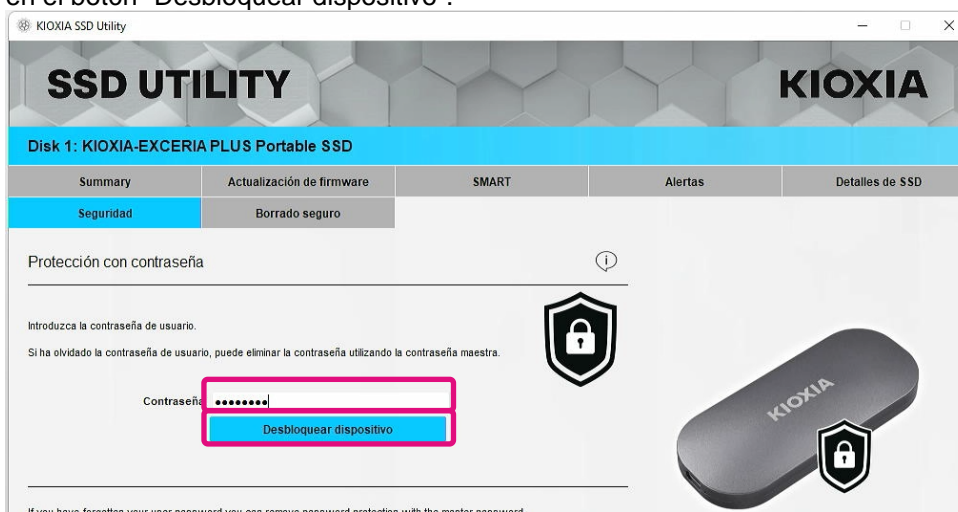 en el botón "Desbloquear dispositivo".
KIOXIA SSD Utility
SSD UTILITY
KIOXIA
Disk 1: KIOXIA-EXCERIA PLUS Portable SSD
Summary
Actualización de firmware
SMART
Alertas
Detalles de SSD
Seguridad
Borrado seguro
Protección con contraseña
Introduzca la contraseña de usuario.
Si ha olvidado la contraseña de usuario, puede eliminar la contraseña utilizando la contraseña maestra.
Contraseña
●●●●●●●●
Desbloquear dispositivo
KIOXIA
If you have forgotten your user password you can remove password protection with the master password.